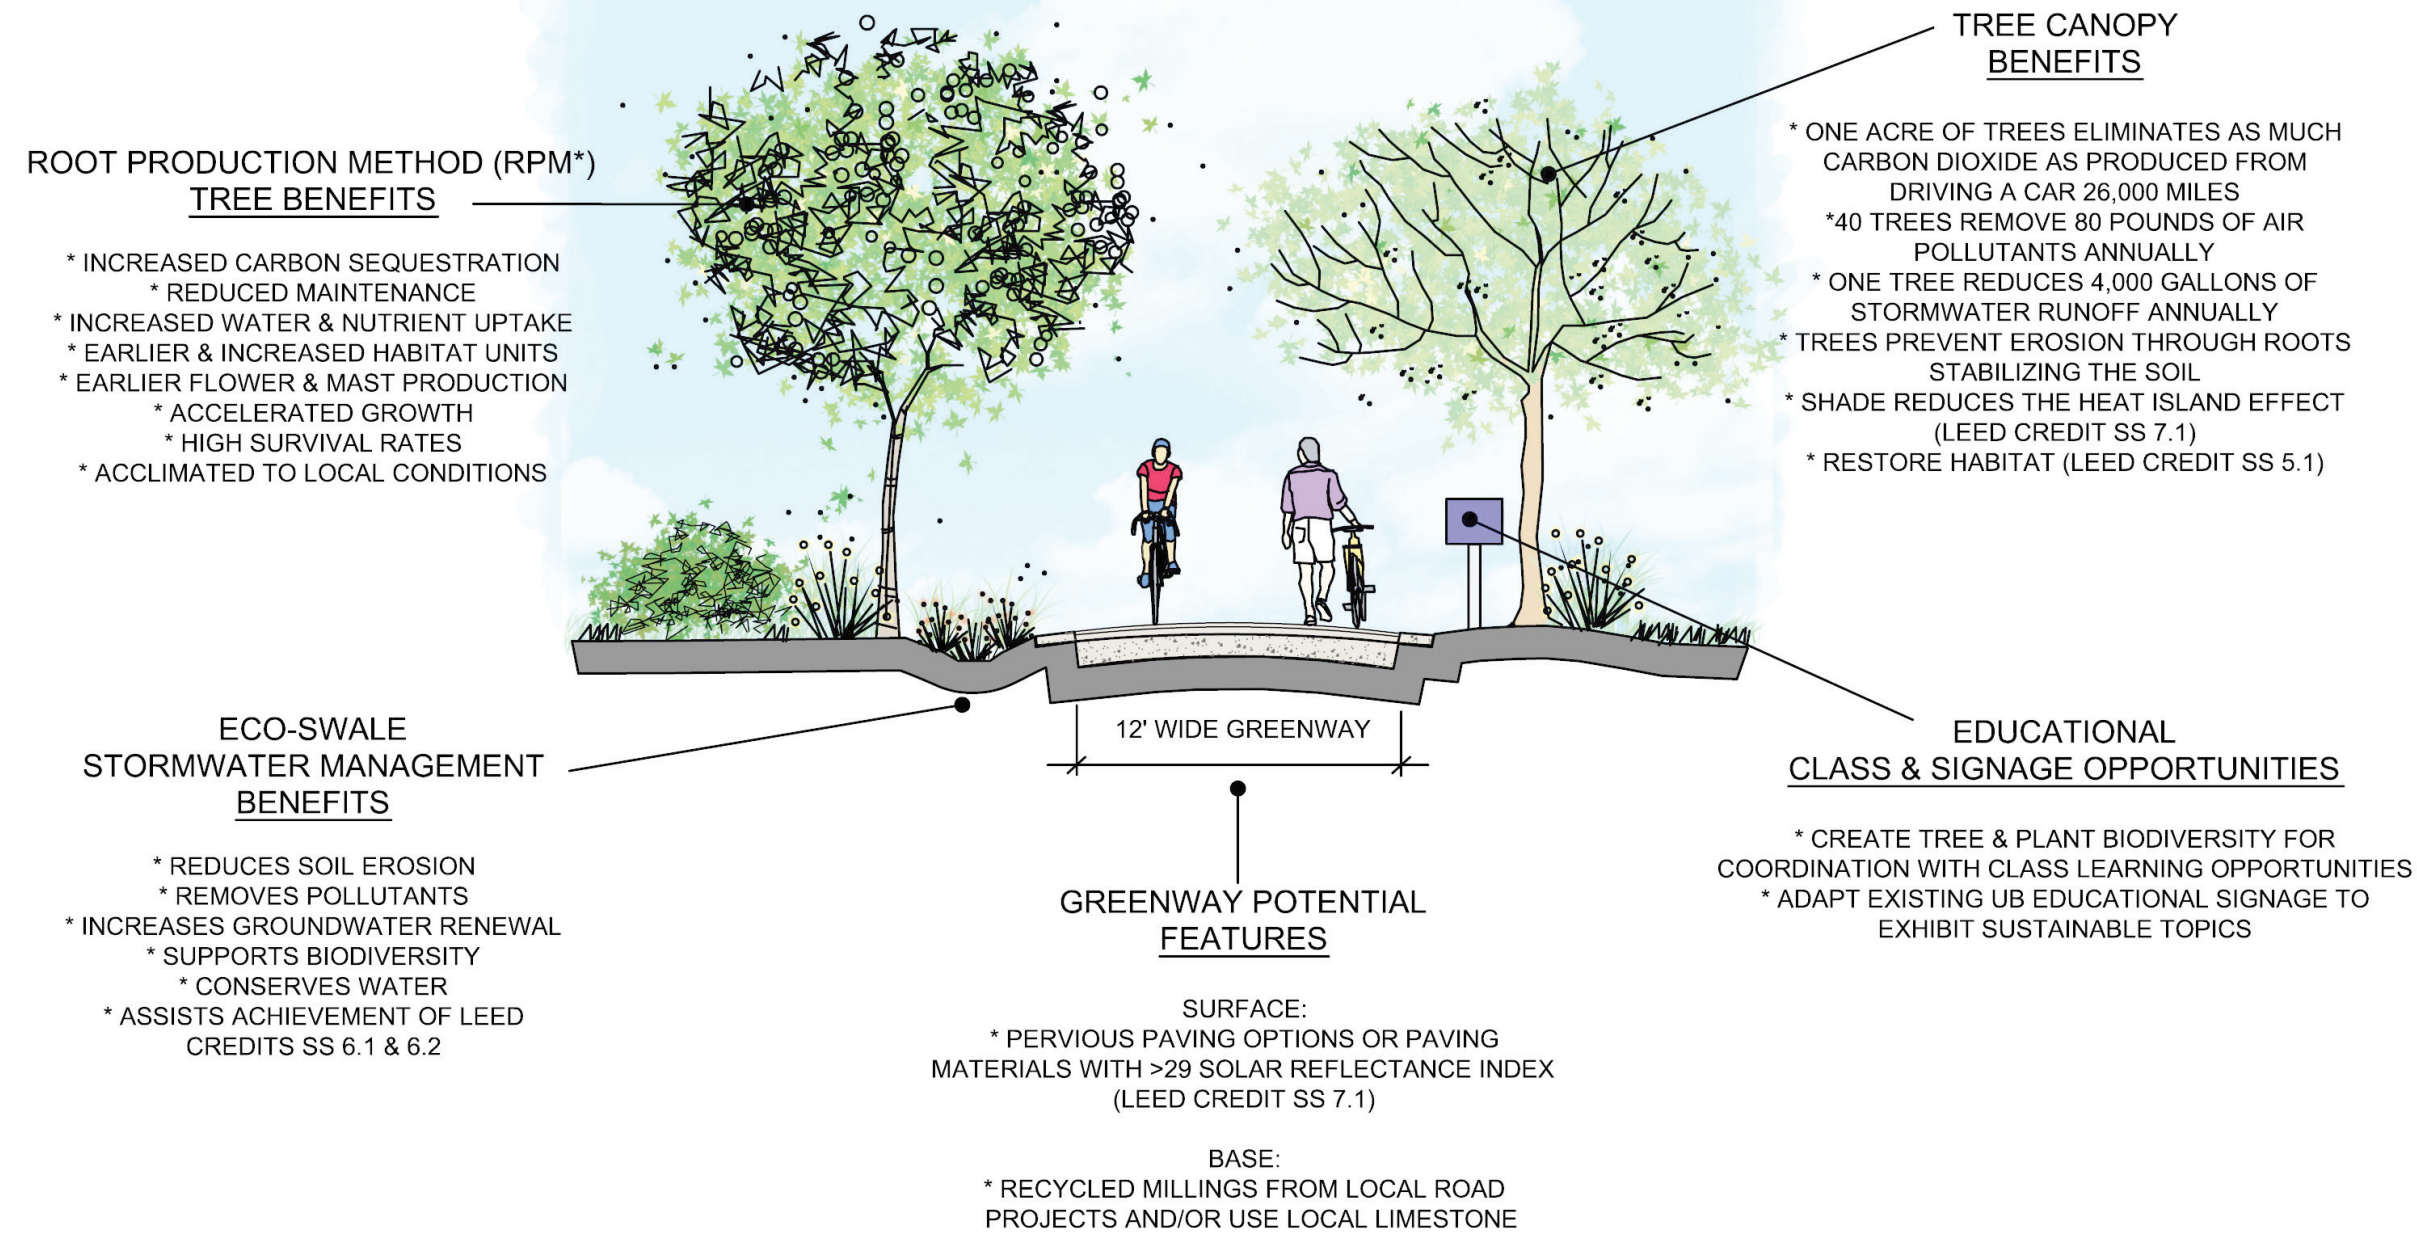 ROOT PRODUCTION METHOD (RPM*)
TREE BENEFITS
* INCREASED CARBON SEQUESTRATION
* REDUCED MAINTENANCE
* INCREASED WATER & NUTRIENT UPTAKE
* EARLIER & INCREASED HABITAT UNITS
* EARLIER FLOWER & MAST PRODUCTION
* ACCELERATED GROWTH
* HIGH SURVIVAL RATES
* ACCLIMATED TO LOCAL CONDITIONS
TREE CANOPY
BENEFITS
* ONE ACRE OF TREES ELIMINATES AS MUCH
CARBON DIOXIDE AS PRODUCED FROM
DRIVING A CAR 26,000 MILES
*40 TREES REMOVE 80 POUNDS OF AIR
POLLUTANTS ANNUALLY
* ONE TREE REDUCES 4,000 GALLONS OF
STORMWATER RUNOFF ANNUALLY
* TREES PREVENT EROSION THROUGH ROOTS
STABILIZING THE SOIL
* SHADE REDUCES THE HEAT ISLAND EFFECT
(LEED CREDIT SS 7.1)
* RESTORE HABITAT (LEED CREDIT SS 5.1)
ECO-SWALE
STORMWATER MANAGEMENT
BENEFITS
* REDUCES SOIL EROSION
* REMOVES POLLUTANTS
* INCREASES GROUNDWATER RENEWAL
* SUPPORTS BIODIVERSITY
* CONSERVES WATER
* ASSISTS ACHIEVEMENT OF LEED
CREDITS SS 6.1 & 6.2
12' WIDE GREENWAY
GREENWAY POTENTIAL
FEATURES
SURFACE:
* PERVIOUS PAVING OPTIONS OR PAVING
MATERIALS WITH >29 SOLAR REFLECTANCE INDEX
(LEED CREDIT SS 7.1)
BASE:
* RECYCLED MILLINGS FROM LOCAL ROAD
PROJECTS AND/OR USE LOCAL LIMESTONE
EDUCATIONAL
CLASS & SIGNAGE OPPORTUNITIES
* CREATE TREE & PLANT BIODIVERSITY FOR
COORDINATION WITH CLASS LEARNING OPPORTUNITIES
* ADAPT EXISTING UB EDUCATIONAL SIGNAGE TO
EXHIBIT SUSTAINABLE TOPICS